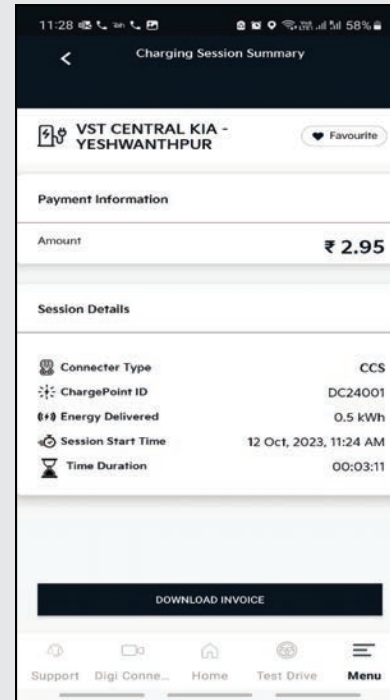 11:28
58%
Charging Session Summary
VST CENTRAL KIA -
YESHWANTHPUR
Favourite
Payment Information
Amount
₹ 2.95
Session Details
Connecter Type CCS
ChargePoint ID DC24001
Energy Delivered 0.5 kWh
Session Start Time 12 Oct, 2023, 11:24 AM
Time Duration 00:03:11
DOWNLOAD INVOICE
Support Digi Conne... Home Test Drive Menu